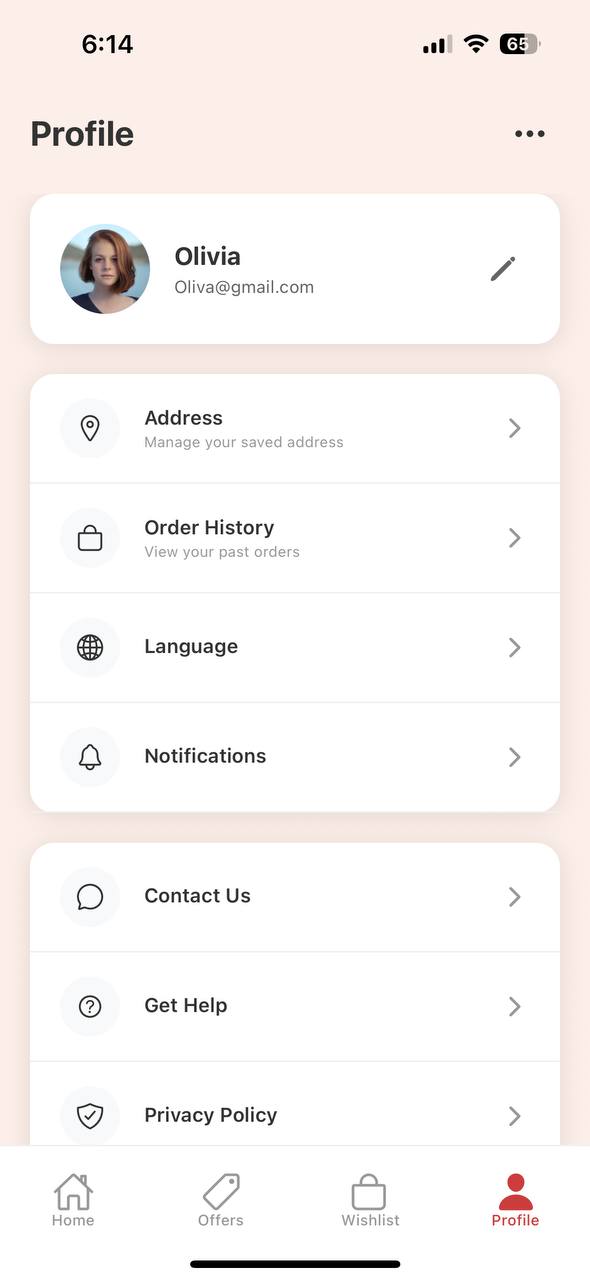 6:14
65
Profile
Olivia
Oliva@gmail.com
Address
Manage your saved address
Order History
View your past orders
Language
Notifications
Contact Us
Get Help
Privacy Policy
Home
Offers
Wishlist
Profile